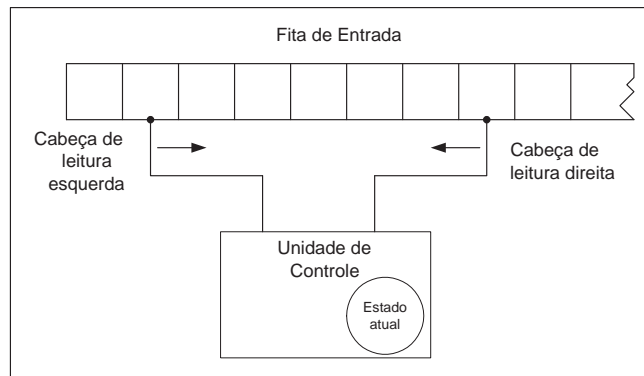 Fita de Entrada
Cabeça de
leitura
esquerda
Cabeça de
leitura direita
Unidade de
Controle
Estado
atual